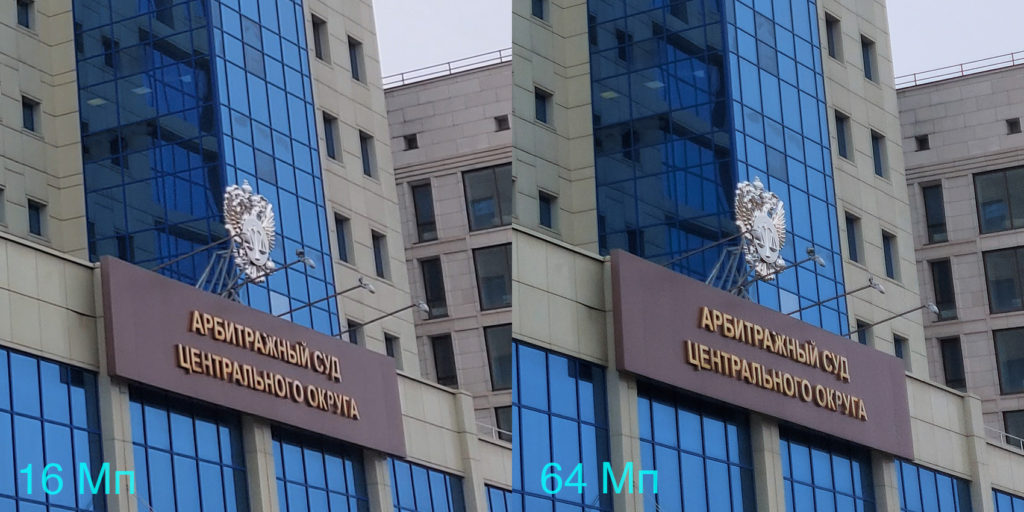 АРБИТРАЖНЫЙ СУД
ЦЕНТРАЛЬНОГО ОКРУГА
16 Мп
АРБИТРАЖНЫЙ СУД
ЦЕНТРАЛЬНОГО ОКРУГА
64 Мп